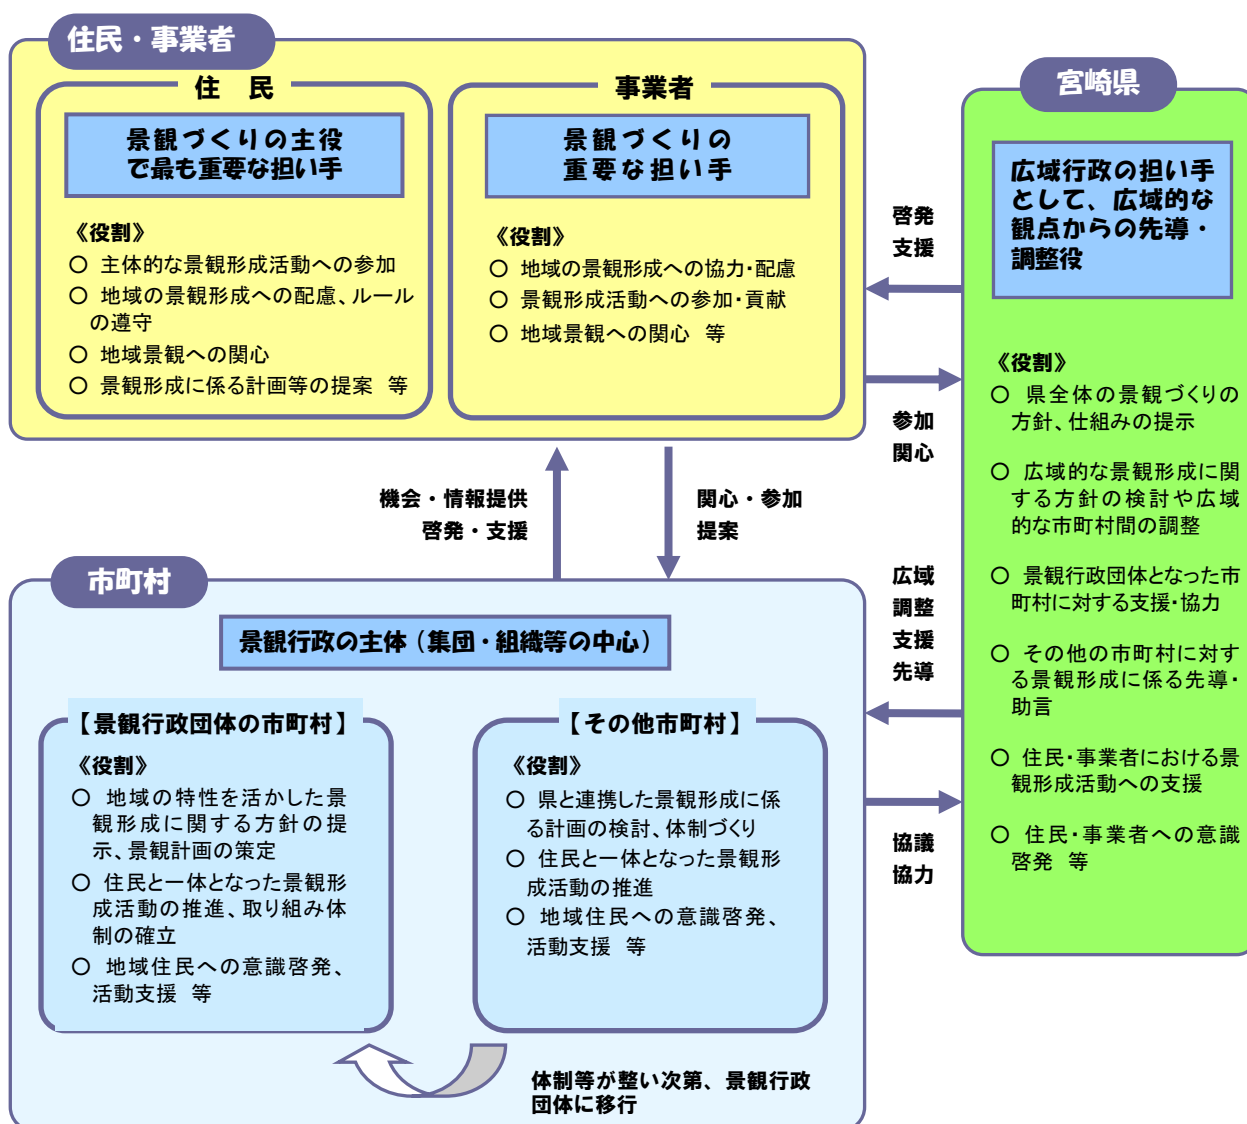 住民・事業者
住　民
景観づくりの主役
で最も重要な担い手
《役割》
○ 主体的な景観形成活動への参加
○ 地域の景観形成への配慮、ルール
の遵守
○ 地域景観への関心
○ 景観形成に係る計画等の提案 等
事業者
景観づくりの
重要な担い手
《役割》
○ 地域の景観形成への協力・配慮
○ 景観形成活動への参加・貢献
○ 地域景観への関心 等
啓発
支援
参加
関心
機会・情報提供
啓発・支援
関心・参加
提案
市町村
景観行政の主体（集団・組織等の中心）
【景観行政団体の市町村】
《役割》
○ 地域の特性を活かした景
観形成に関する方針の提
示、景観計画の策定
○ 住民と一体となった景観形
成活動の推進、取り組み体
制の確立
○ 地域住民への意識啓発、
活動支援 等
【その他市町村】
《役割》
○ 県と連携した景観形成に係
る計画の検討、体制づくり
○ 住民と一体となった景観形
成活動の推進
○ 地域住民への意識啓発、
活動支援 等
体制等が整い次第、景観行政
団体に移行
広域
調整
支援
先導
協議
協力
宮崎県
広域行政の担い手
として、広域的な
観点からの先導・
調整役
《役割》
○ 県全体の景観づくりの
方針、仕組みの提示
○ 広域的な景観形成に関
する方針の検討や広域
的な市町村間の調整
○ 景観行政団体となった市
町村に対する支援・協力
○ その他の市町村に対す
る景観形成に係る先導・
助言
○ 住民・事業者における景
観形成活動への支援
○ 住民・事業者への意識
啓発 等